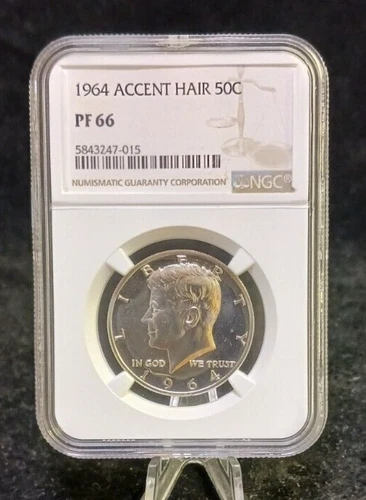 1964 ACCENT HAIR 50C
PF 66
5843247-015
NUMISMATIC GUARANTY CORPORATION
NGC®
LIBERTY
IN GOD WE TRUST
1964